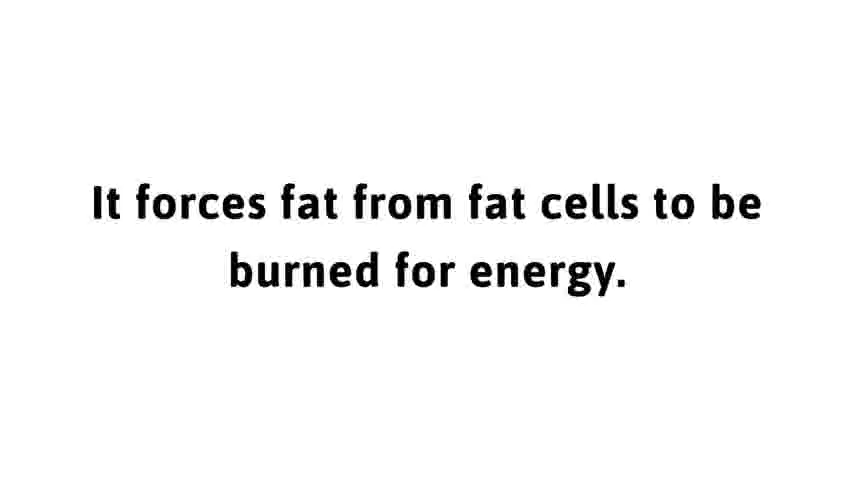 It forces fat from fat cells to be
burned for energy.